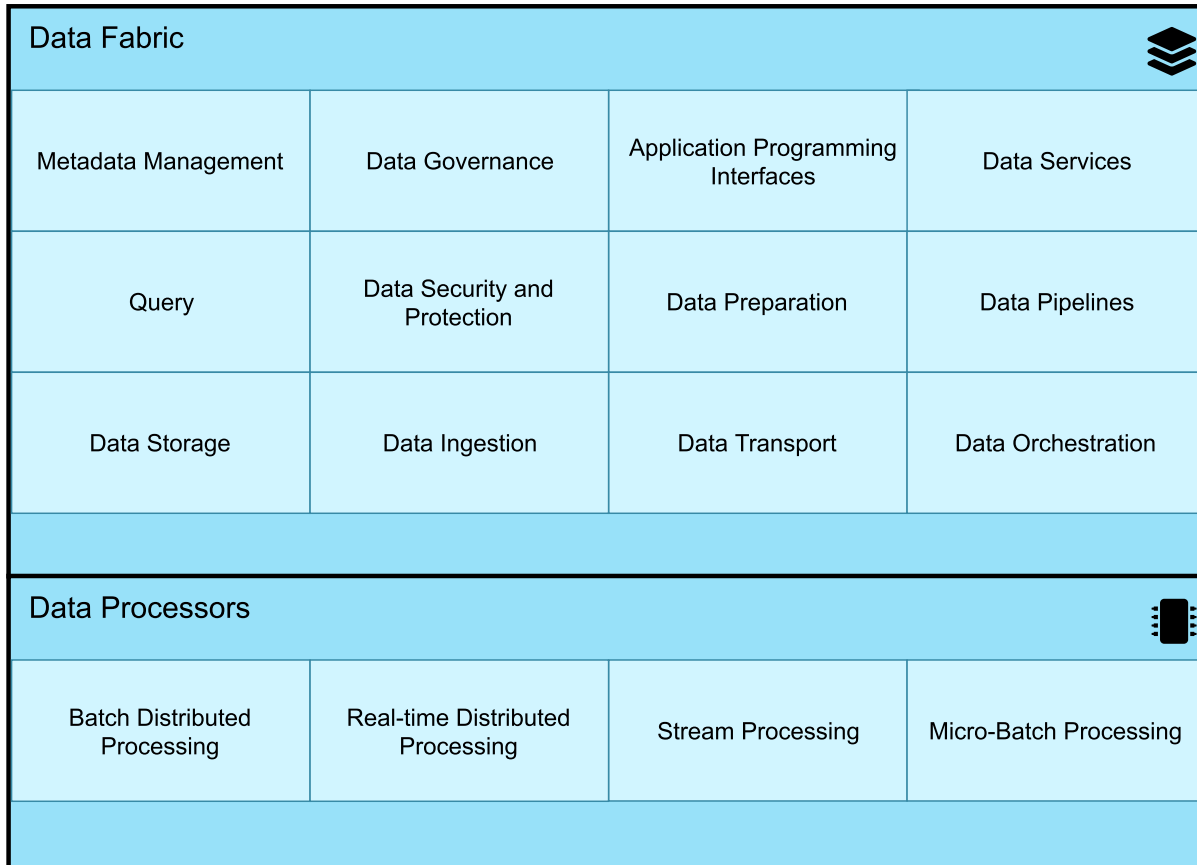 Data Fabric
Metadata Management
Data Governance
Application Programming
Interfaces
Data Services
Query
Data Security and
Protection
Data Preparation
Data Pipelines
Data Storage
Data Ingestion
Data Transport
Data Orchestration
Data Processors
Batch Distributed
Processing
Real-time Distributed
Processing
Stream Processing
Micro-Batch Processing